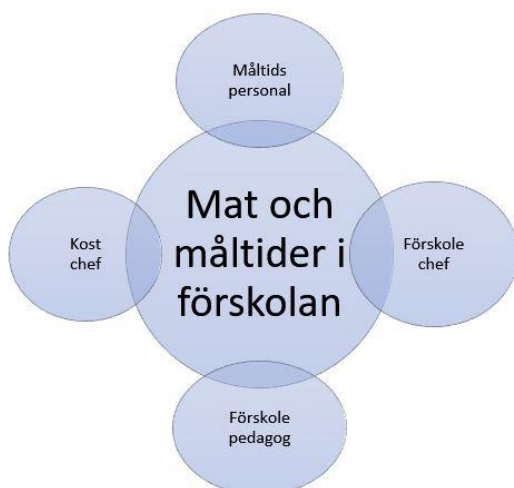 Måltids
personal
Mat och
måltider i
förskolan
Kost
chef
Förskole
chef
Förskole
pedagog